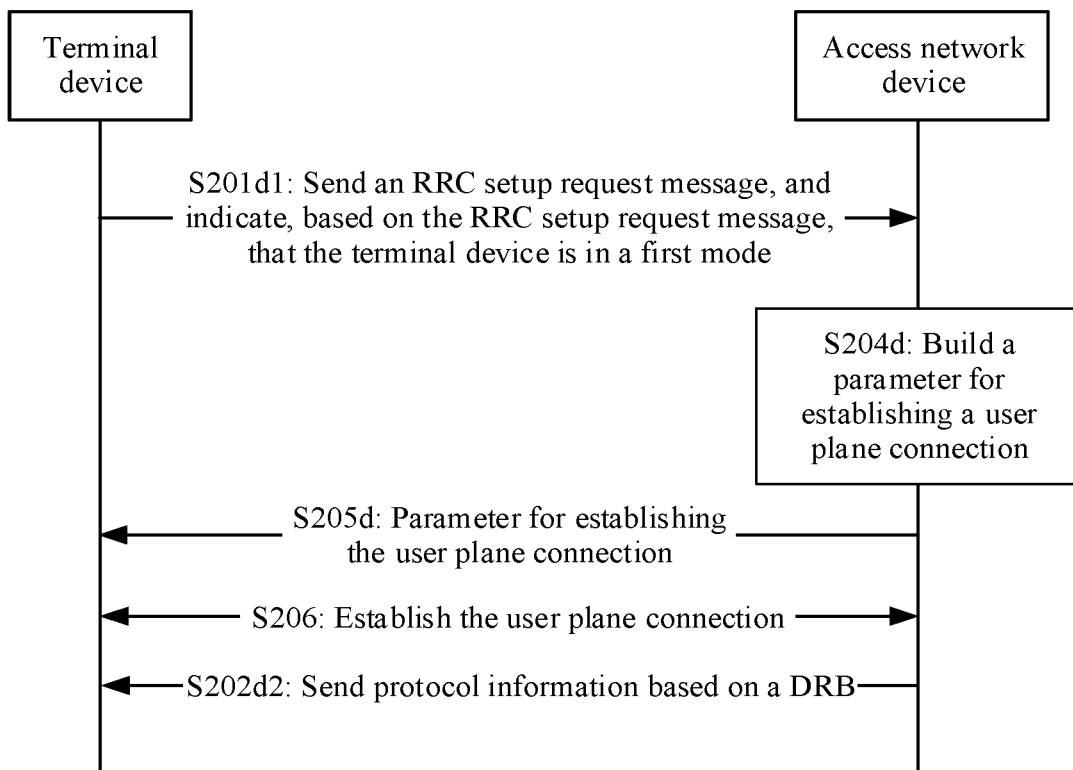 Terminal
device
Access network
device
S201d1: Send an RRC setup request message, and
indicate, based on the RRC setup request message,
that the terminal device is in a first mode
S204d: Build a
parameter for
establishing a user
plane connection
S205d: Parameter for establishing
the user plane connection
S206: Establish the user plane connection
S202d2: Send protocol information based on a DRB